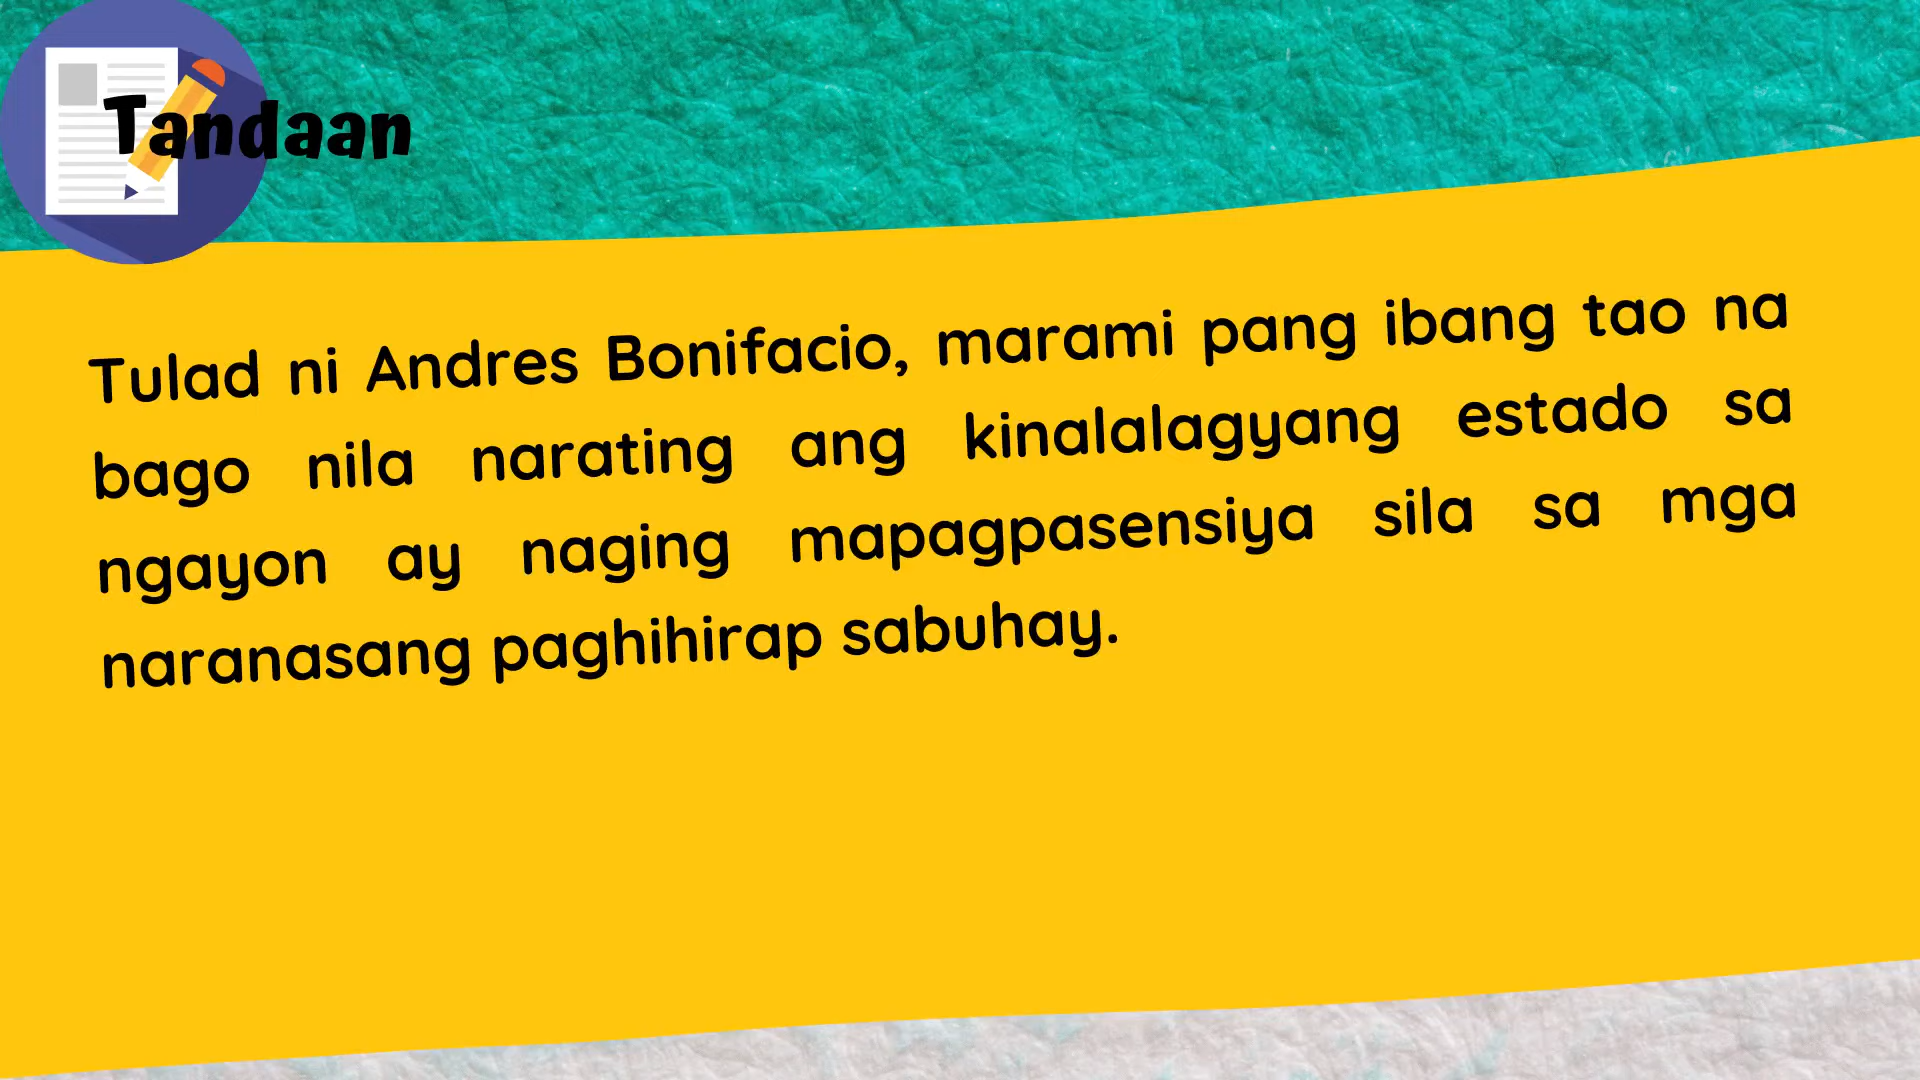 Tandaan
Tulad ni Andres Bonifacio, marami pang ibang tao na
bago nila narating ang kinalalagyang estado sa
ngayon ay naging mapagpasensiya sila sa mga
naranasang paghihirap sabuhay.